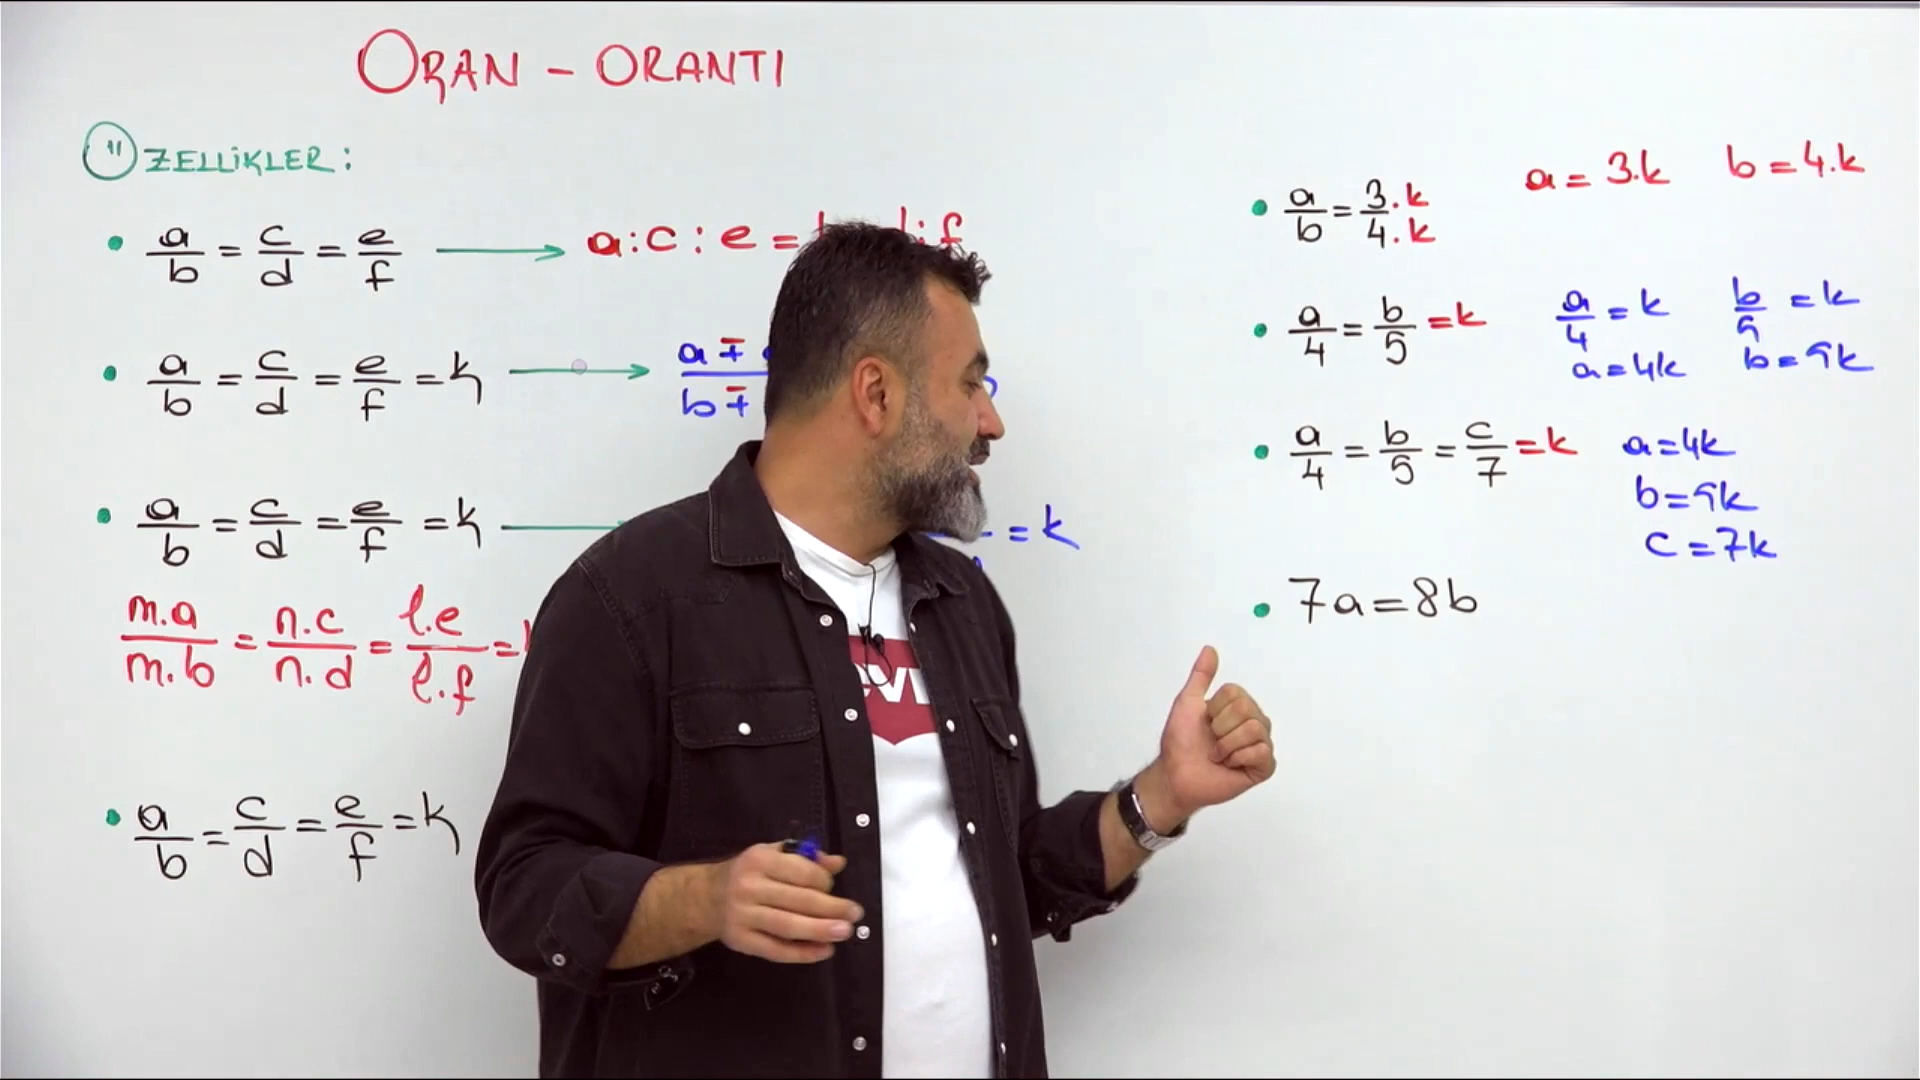 ORAN - ORANTI
ÖZELLİKLER:
• a/b = c/d = e/f → a : c : e =
• a/b = c/d = e/f = k → a ∓
b ∓
• a/b = c/d = e/f = k = k
m.a/m.b = n.c/n.d = l.e/l.f =
• a/b = c/d = e/f = k
• a/b = 3.k/4.k a = 3.k b = 4.k
• a/4 = b/5 = k a/4 = k b/5 = k
a = 4k b = 5k
• a/4 = b/5 = c/7 = k a = 4k
b = 5k
c = 7k
• 7a = 8b